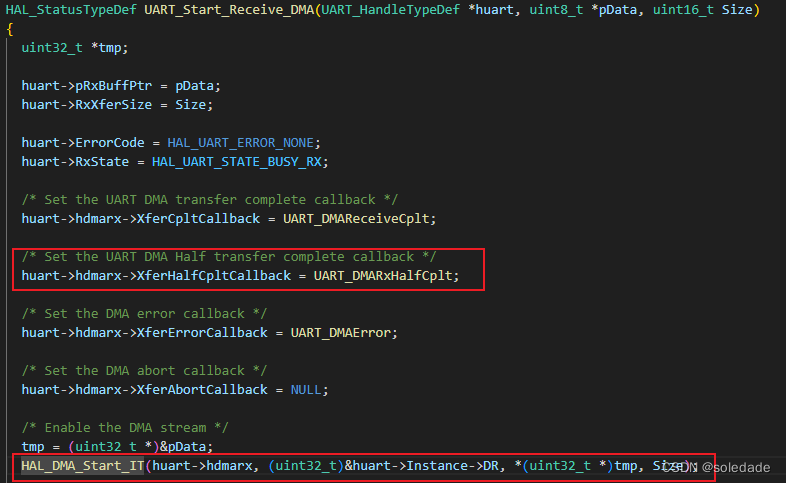 HAL_StatusTypeDef UART_Start_Receive_DMA(UART_HandleTypeDef *huart, uint8_t *pData, uint16_t Size)
{
uint32_t *tmp;
huart->pRxBuffPtr = pData;
huart->RxXferSize = Size;
huart->ErrorCode = HAL_UART_ERROR_NONE;
huart->RxState = HAL_UART_STATE_BUSY_RX;
/* Set the UART DMA transfer complete callback */
huart->hdmarx->XferCpltCallback = UART_DMAReceiveCplt;
/* Set the UART DMA Half transfer complete callback */
huart->hdmarx->XferHalfCpltCallback = UART_DMARxHalfCplt;
/* Set the DMA error callback */
huart->hdmarx->XferErrorCallback = UART_DMAError;
/* Set the DMA abort callback */
huart->hdmarx->XferAbortCallback = NULL;
/* Enable the DMA stream */
tmp = (uint32_t *)&pData;
HAL_DMA_Start_IT(huart->hdmarx, (uint32_t)&huart->Instance->DR, *(uint32_t *)tmp, Size);
CSDN @soledade